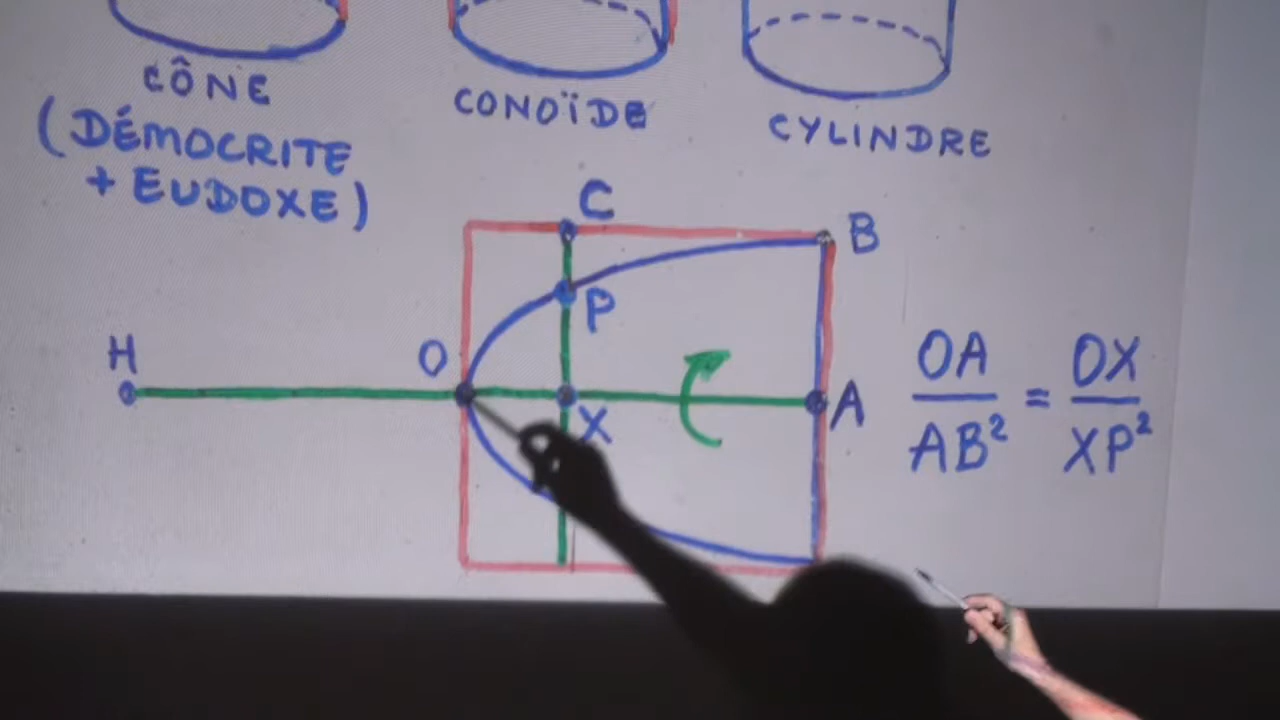 CÔNE
(DÉMOCRITE
+ EUDOXE)
CONOÏDE
CYLINDRE
C
B
P
H
O
X
A
OA/AB² = OX/XP²